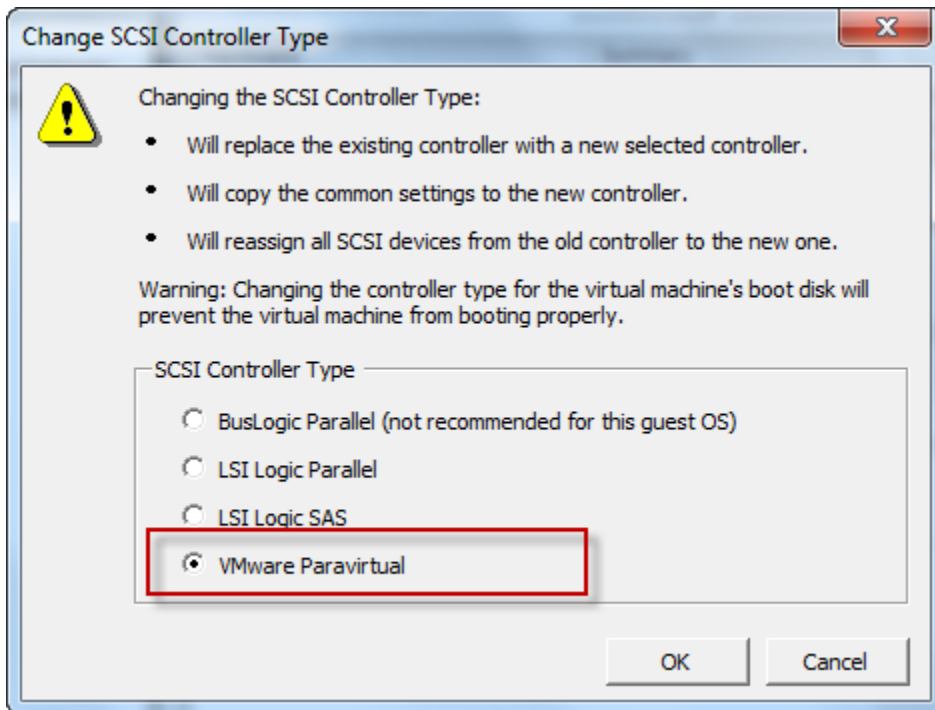 Change SCSI Controller Type
Changing the SCSI Controller Type:
• Will replace the existing controller with a new selected controller.
• Will copy the common settings to the new controller.
• Will reassign all SCSI devices from the old controller to the new one.
Warning: Changing the controller type for the virtual machine's boot disk will
prevent the virtual machine from booting properly.
SCSI Controller Type
BusLogic Parallel (not recommended for this guest OS)
LSI Logic Parallel
LSI Logic SAS
VMware Paravirtual
OK Cancel